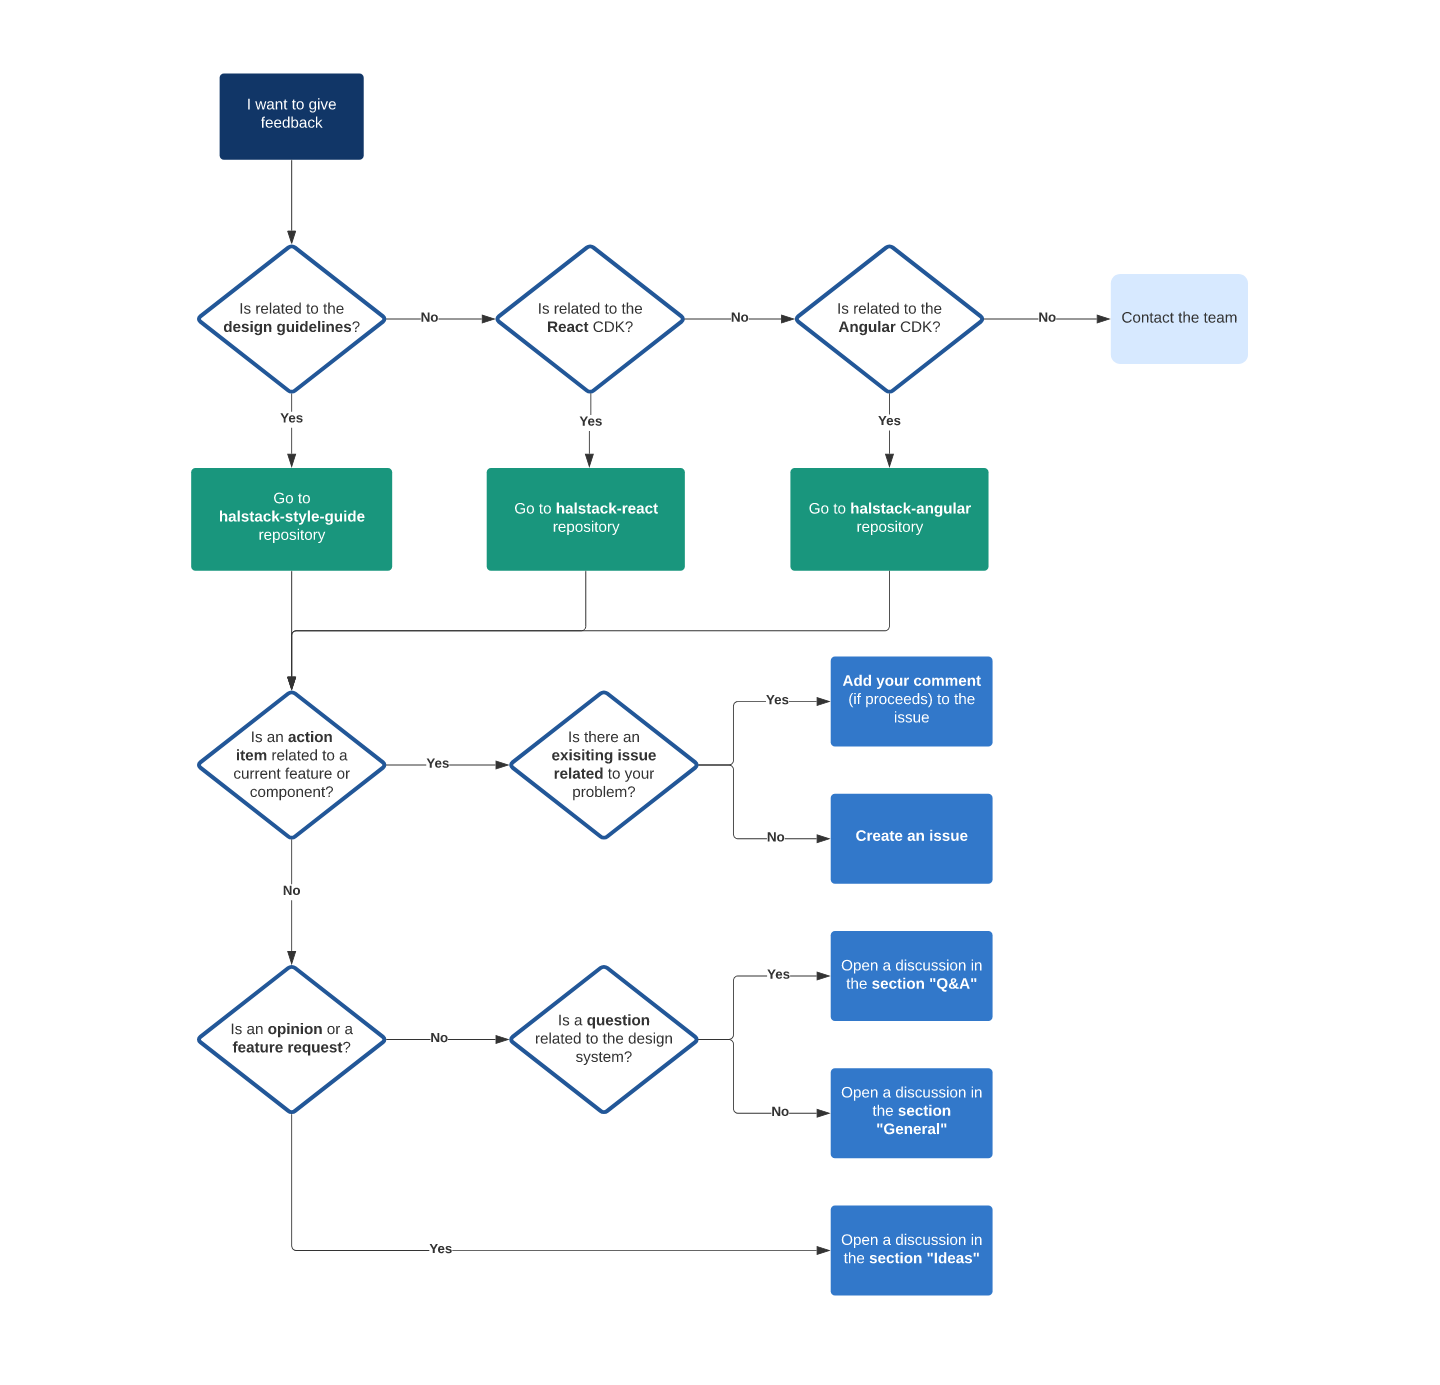 I want to give
feedback
Is related to the
design guidelines?
No
Is related to the
React CDK?
No
Is related to the
Angular CDK?
No
Contact the team
Yes
Yes
Yes
Go to
halstack-style-guide
repository
Go to halstack-react
repository
Go to halstack-angular
repository
Is an action
item related to a
current feature or
component?
Yes
Is there an
exisiting issue
related to your
problem?
Yes
Add your comment
(if proceeds) to the
issue
No
Create an issue
No
Is an opinion or a
feature request?
No
Is a question
related to the design
system?
Yes
Open a discussion in
the section "Q&A"
No
Open a discussion in
the section
"General"
Yes
Open a discussion in
the section "Ideas"